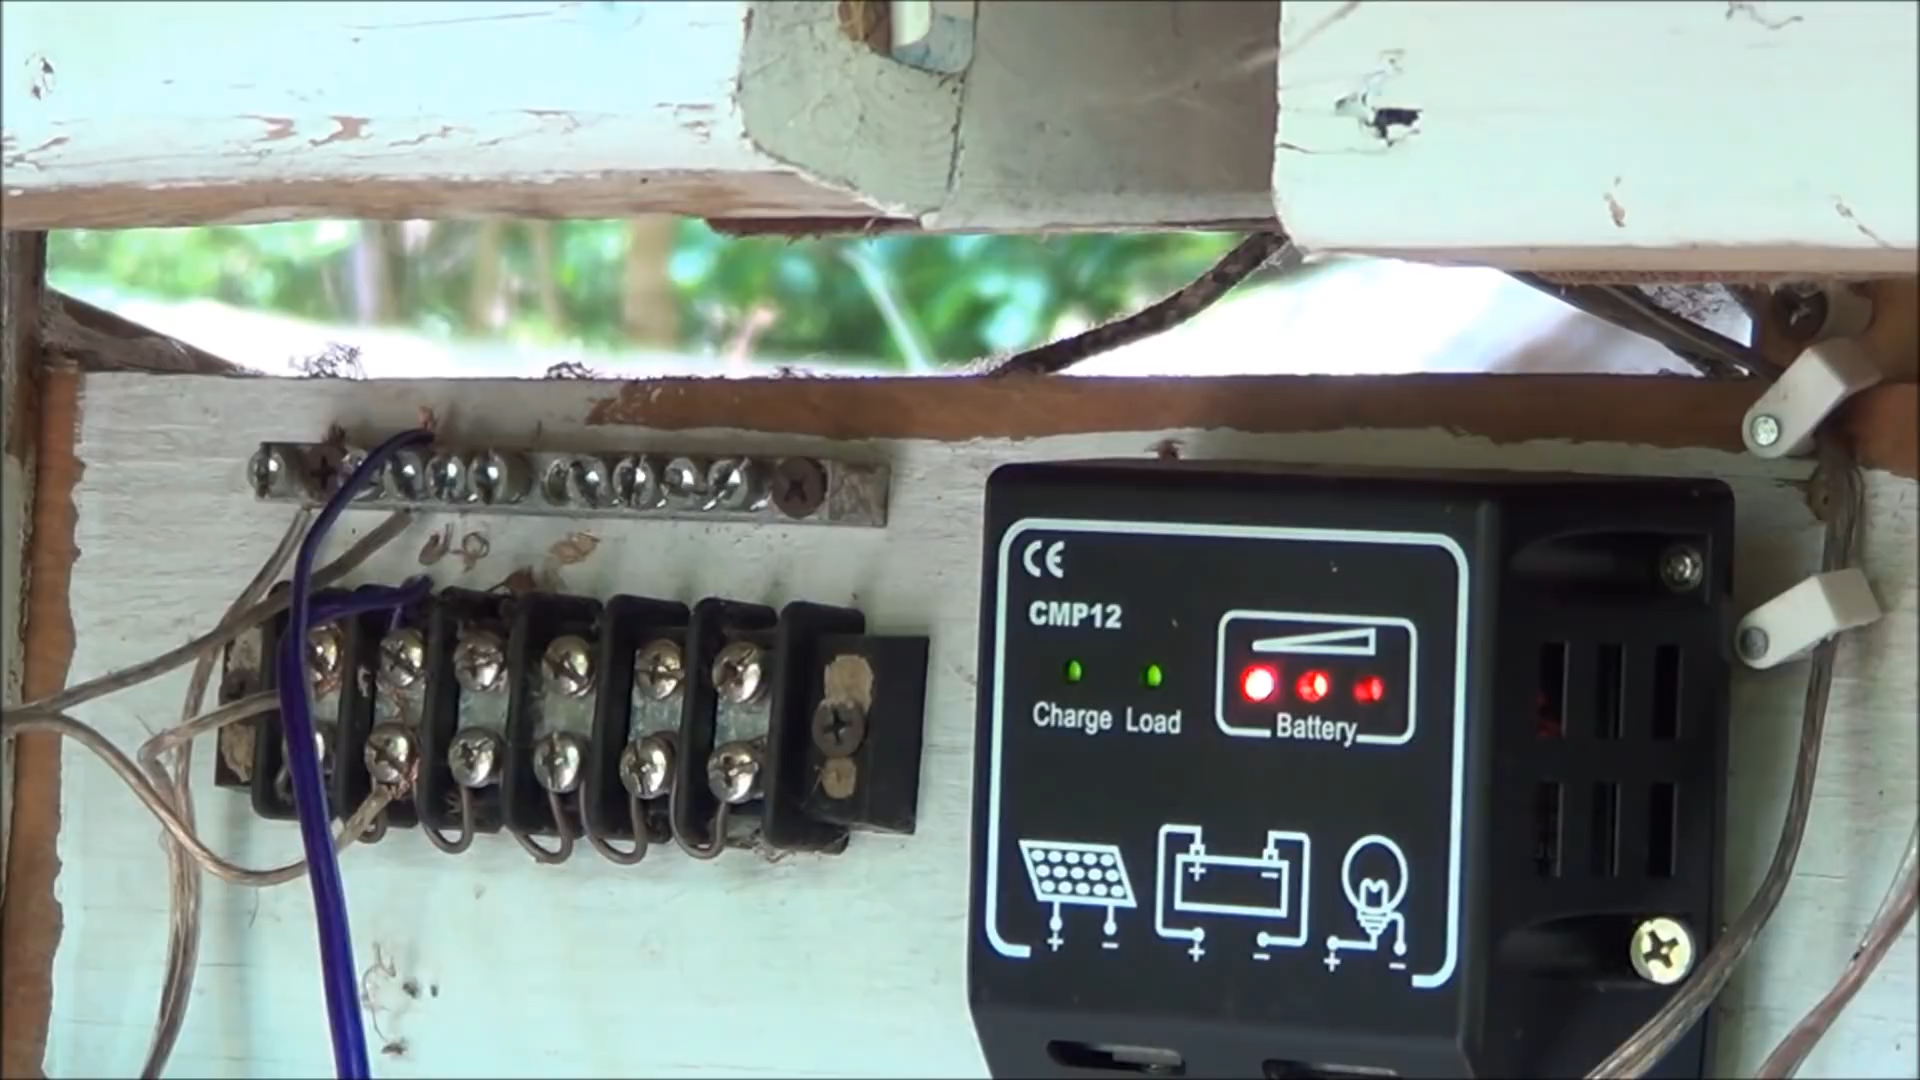 CE
CMP12
Charge Load
Battery
+ -
+ -
+ -
+ -